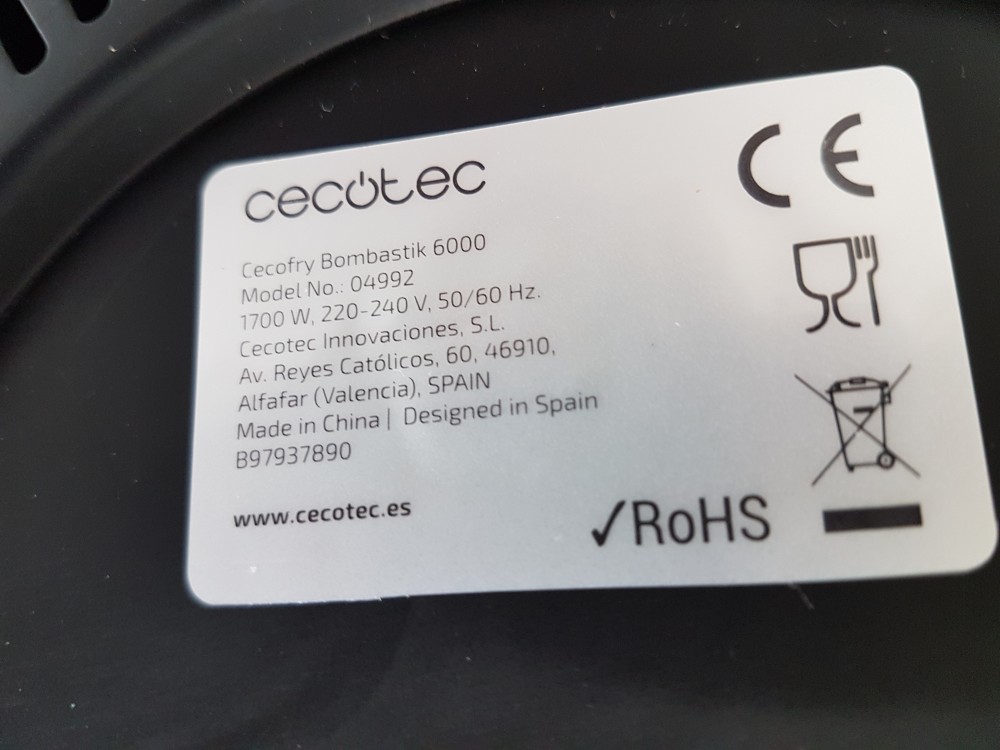 cecotec
CE
Cecofry Bombastik 6000
Model No.: 04992
1700 W, 220-240 V, 50/60 Hz.
Cecotec Innovaciones, S.L.
Av. Reyes Católicos, 60, 46910,
Alfafar (Valencia), SPAIN
Made in China | Designed in Spain
B97937890
www.cecotec.es
✓RoHS